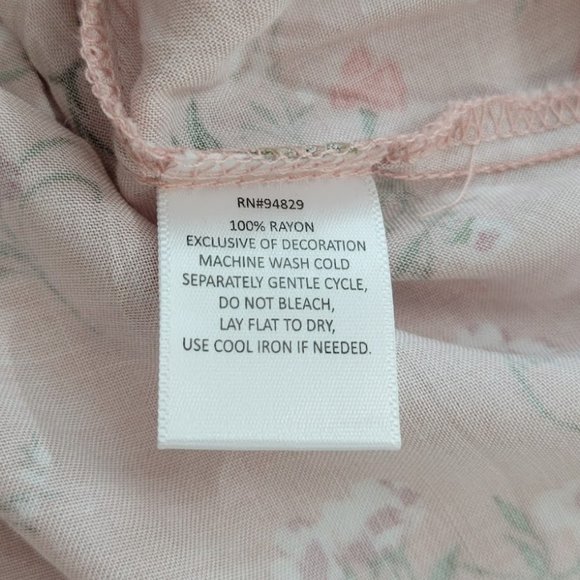 RN#94829
100% RAYON
EXCLUSIVE OF DECORATION
MACHINE WASH COLD
SEPARATELY GENTLE CYCLE,
DO NOT BLEACH,
LAY FLAT TO DRY,
USE COOL IRON IF NEEDED.